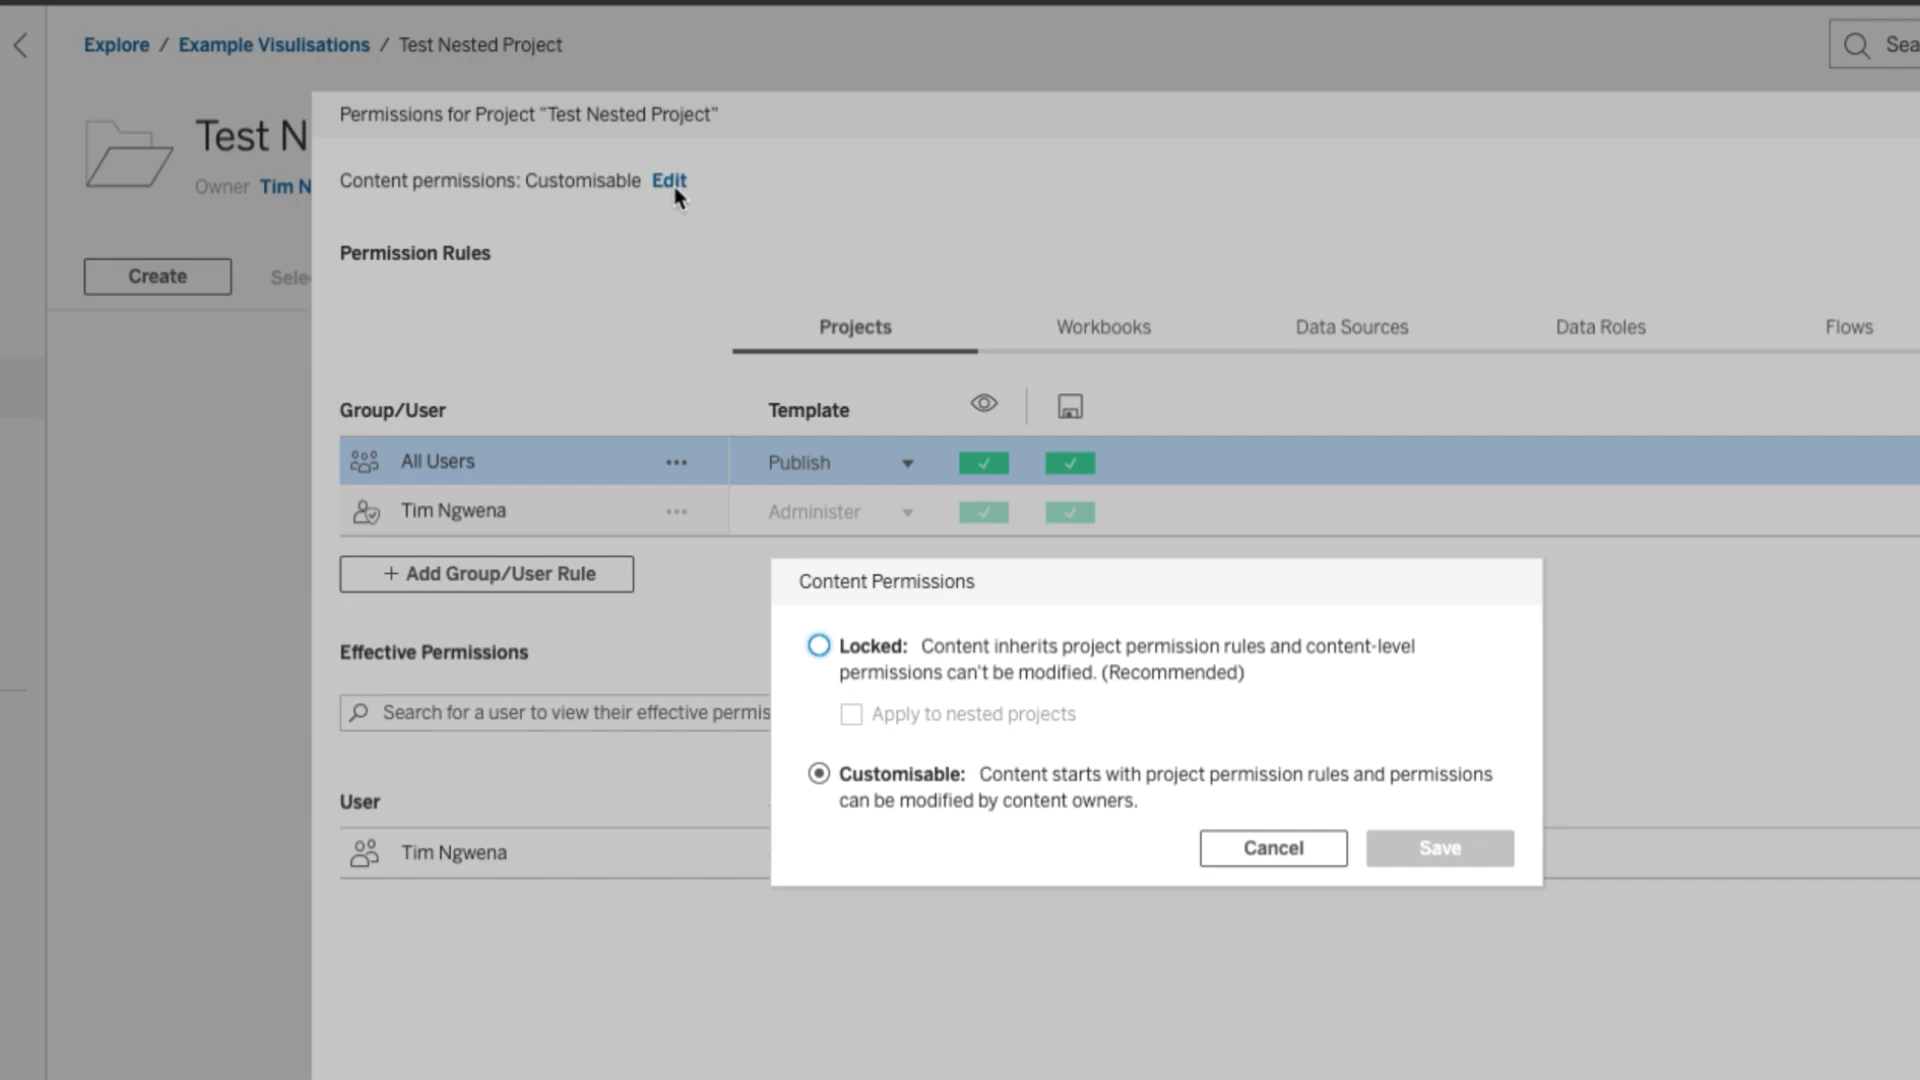 Explore / Example Visulisations / Test Nested Project
Sea
Test N
Owner Tim N
Create
Sele
Permissions for Project "Test Nested Project"
Content permissions: Customisable Edit
Permission Rules
Projects Workbooks Data Sources Data Roles Flows
Group/User Template
All Users ••• Publish
Tim Ngwena ••• Administer
+ Add Group/User Rule
Effective Permissions
Search for a user to view their effective permis
User
Tim Ngwena
Content Permissions
Locked: Content inherits project permission rules and content-level
permissions can't be modified. (Recommended)
Apply to nested projects
Customisable: Content starts with project permission rules and permissions
can be modified by content owners.
Cancel Save